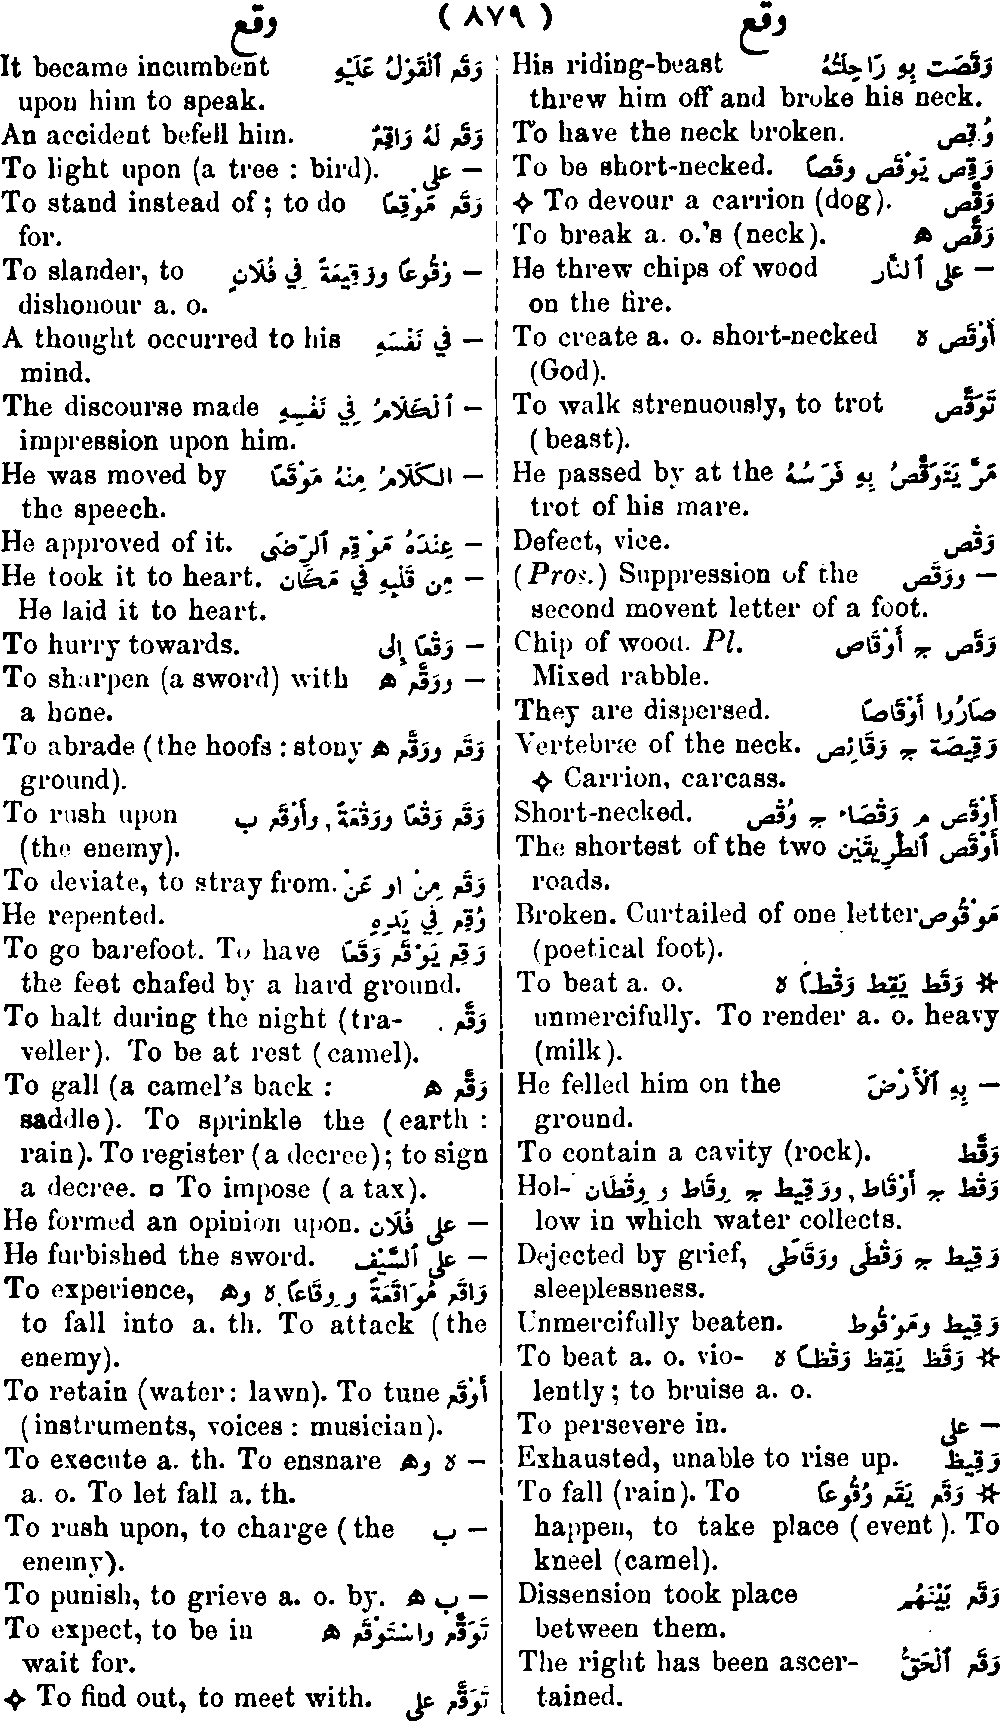 وقع ( ٨٧٩ ) وقع
His riding-beast وَقَصَت بِهِ رَاحِلَتُهُ
threw him off and broke his neck.
To have the neck broken. وُقِص
To be short-necked. وَقِص يَوْقَص وقَصًا
✧ To devour a carrion (dog). وَقَّص
To break a. o.'s (neck). وَقَّص ه
He threw chips of wood — على ٱلنَّار
on the fire.
To create a. o. short-necked أَوْقَص ه
(God).
To walk strenuously, to trot تَوَقَّص
(beast).
He passed by at the مَرَّ يَتَوَقَّصُ بِهِ فَرَسُهُ
trot of his mare.
Defect, vice. وَقْص
(Pros.) Suppression of the — ووَقَص
second movent letter of a foot.
Chip of wood. Pl. وَقَص ج أَوْقَاص
Mixed rabble.
They are dispersed. صَارُوا أَوْقَاصًا
Vertebræ of the neck. وَقِيصَة ج وَقَائِص
✧ Carrion, carcass.
Short-necked. أَوْقَص م وَقْصَاء ج وُقْص
The shortest of the two أَوْقَص ٱلطَّرِيقَيْن
roads.
Broken. Curtailed of one letter مَوْقُوص
(poetical foot).
To beat a. o. ✲ وَقَط يَقِط وَقْطًا ه
unmercifully. To render a. o. heavy
(milk).
He felled him on the — بِهِ ٱلْأَرْضَ
ground.
To contain a cavity (rock). وَقَّط
Hol- وَقْط ج أَوْقَاط, ووَقِيط ج وِقَاط و وِقْطَان
low in which water collects.
Dejected by grief, وَقِيط ج وَقْطَى ووَقَاطَى
sleeplessness.
Unmercifully beaten. وَقِيط ومَوْقُوط
To beat a. o. vio- ✲ وَقَظ يَقِظ وَقْظًا ه
lently; to bruise a. o.
To persevere in. — على
Exhausted, unable to rise up. وَقِيظ
To fall (rain). To ✲ وَقَع يَقَع وُقُوعًا
happen, to take place (event). To
kneel (camel).
Dissension took place وَقَع بَيْنَهُم
between them.
The right has been ascer- وَقَع ٱلْحَقُّ
tained.
It became incumbent وَقَع ٱلْقَوْلُ عَلَيْهِ
upon him to speak.
An accident befell him. وَقَع لَهُ وَاقِعٌ
To light upon (a tree : bird). — على
To stand instead of; to do وَقَع مَوْقِعًا
for.
To slander, to — وُقُوعًا ووَقِيعَةً فِي فُلَانٍ
dishonour a. o.
A thought occurred to his — فِي نَفْسِهِ
mind.
The discourse made — ٱلْكَلَامُ فِي نَفْسِهِ
impression upon him.
He was moved by — الكَلَامُ مِنْهُ مَوْقَعًا
the speech.
He approved of it. — عِنْدَهُ مَوْقِع ٱلرِّضَى
He took it to heart. — مِن قَلْبِهِ فِي مَكَان
He laid it to heart.
To hurry towards. — وَقْعًا إِلى
To sharpen (a sword) with — ووَقَّع ه
a hone.
To abrade (the hoofs : stony وَقَع ووَقَّع ه
ground).
To rush upon وَقَع وَقْعًا ووَقْعَةً, وأَوْقَع ب
(the enemy).
To deviate, to stray from. وَقَع مِنْ او عَنْ
He repented. وُقِع فِي يَدِهِ
To go barefoot. To have وَقِع يَوْقَع وَقَعًا
the feet chafed by a hard ground.
To halt during the night (tra- وَقَّع
veller). To be at rest (camel).
To gall (a camel's back : وَقَّع ه
saddle). To sprinkle the (earth :
rain). To register (a decree); to sign
a decree. ▫ To impose (a tax).
He formed an opinion upon. — على فُلَان
He furbished the sword. — على ٱلسَّيْف
To experience, وَاقَع مُوَاقَعَةً و وِقَاعًا ه وه
to fall into a. th. To attack (the
enemy).
To retain (water: lawn). To tune أَوْقَع
(instruments, voices : musician).
To execute a. th. To ensnare — ه وه
a. o. To let fall a. th.
To rush upon, to charge (the — ب
enemy).
To punish, to grieve a. o. by. — ب ه
To expect, to be in تَوَقَّع واسْتَوْقَع ه
wait for.
✧ To find out, to meet with. تَوَقَّع على